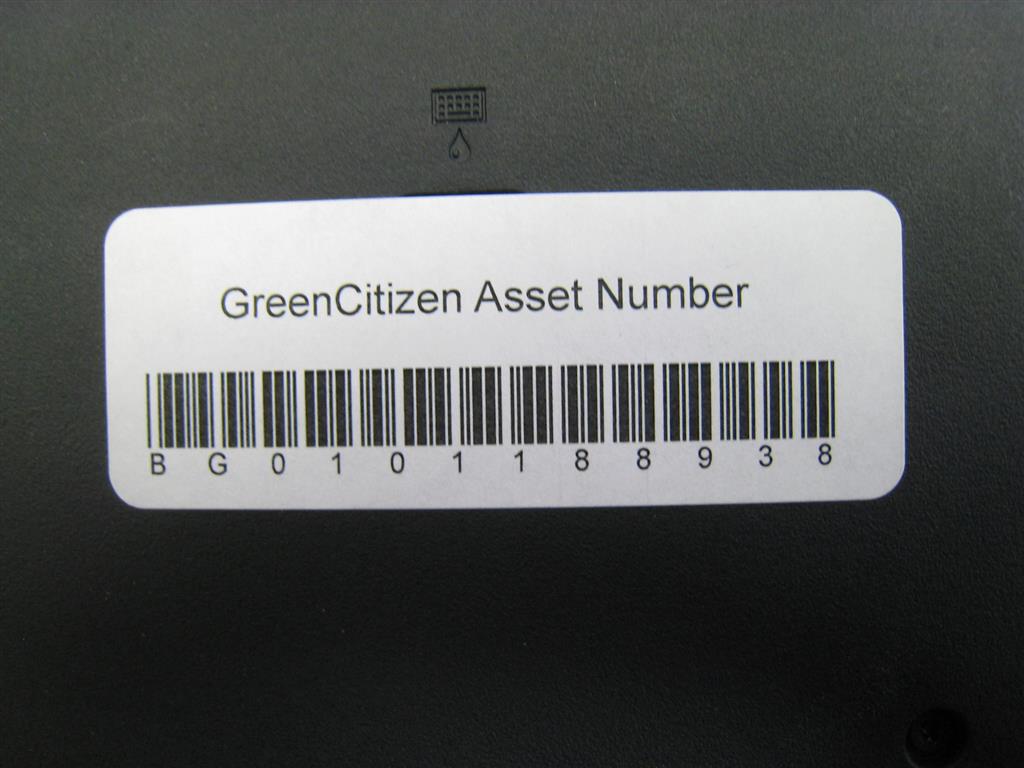 GreenCitizen Asset Number
B G 0 1 0 1 1 8 8 9 3 8